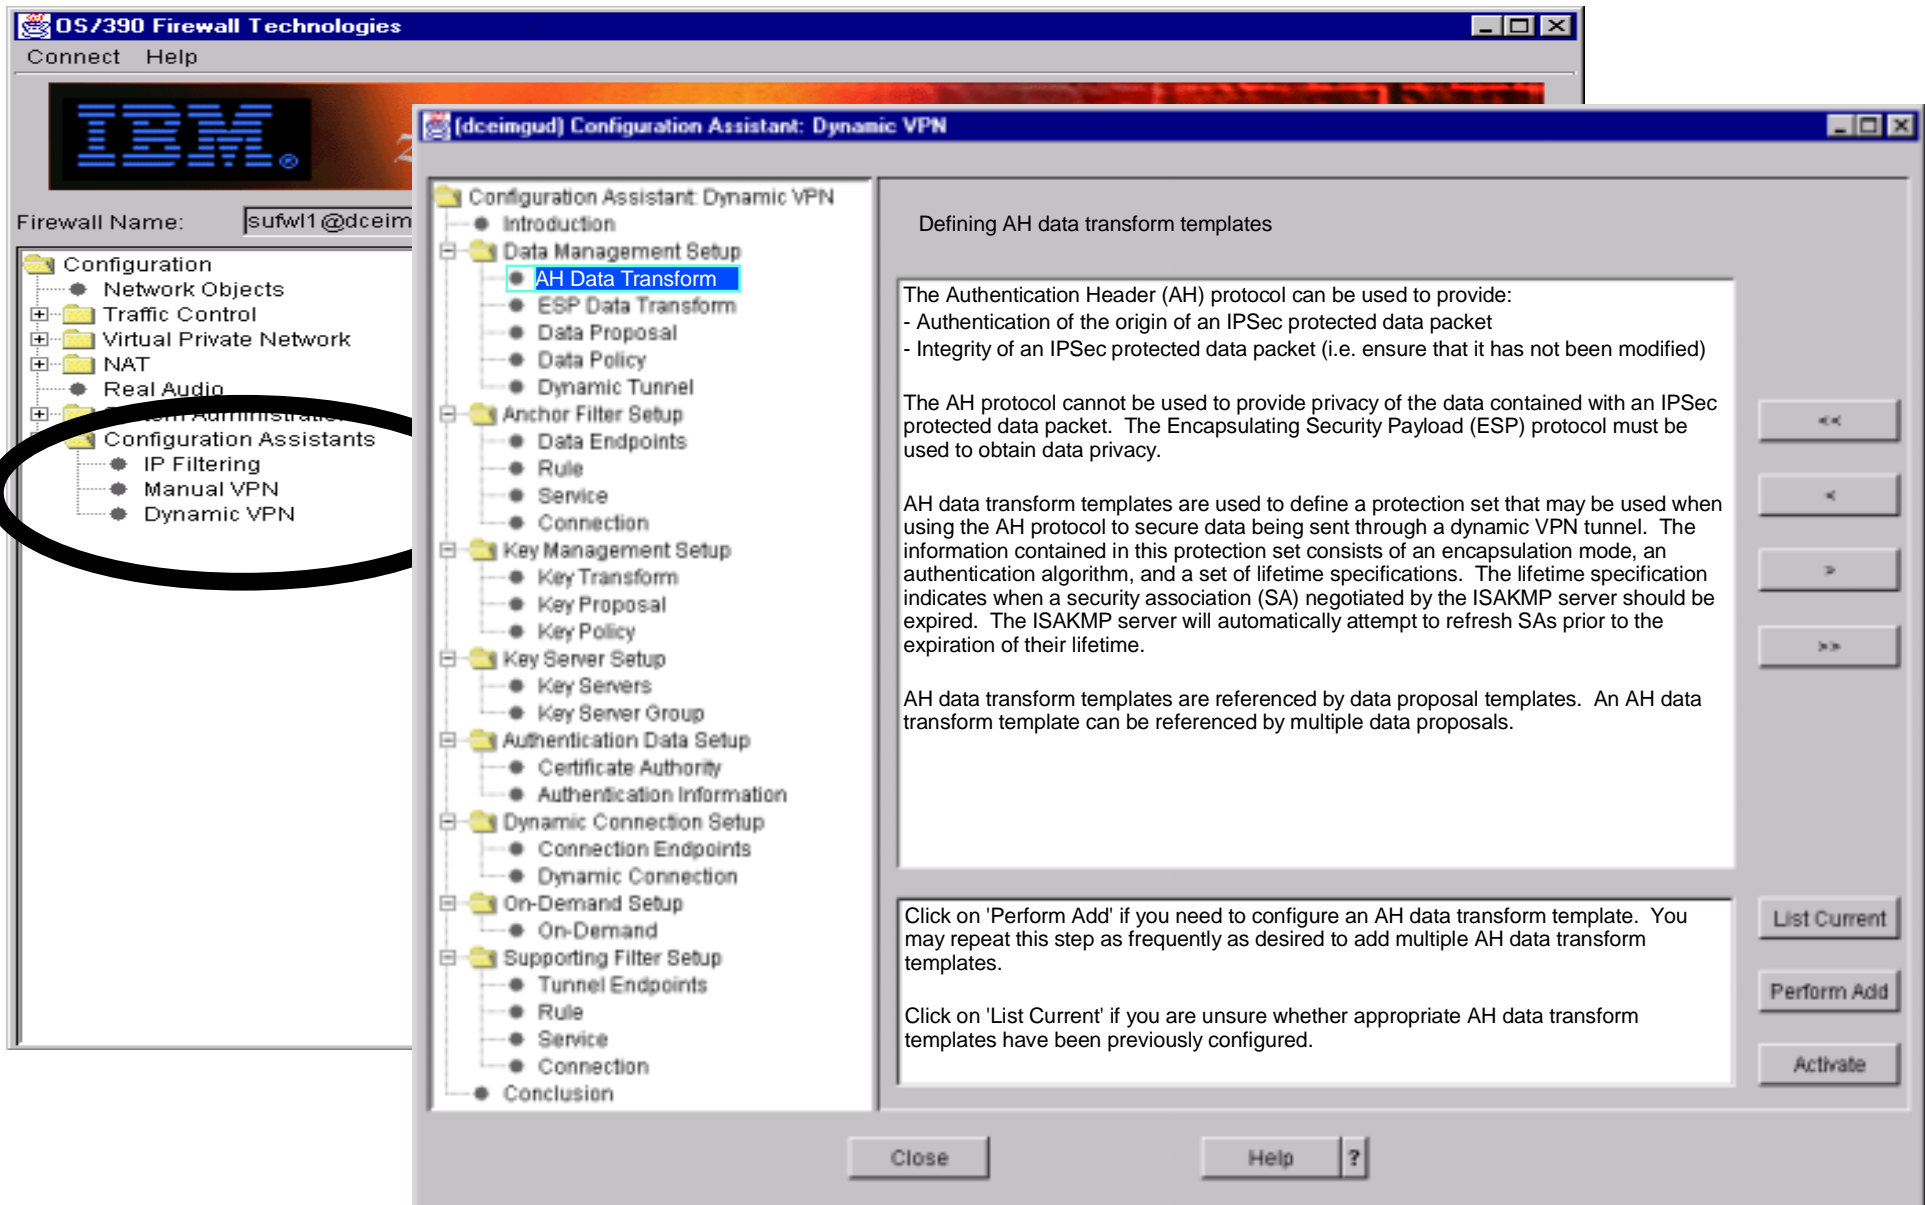 OS/390 Firewall Technologies
Connect Help
IBM®
Firewall Name: sufwl1@dceim
Configuration
Network Objects
Traffic Control
Virtual Private Network
NAT
Real Audio
System Administration
Configuration Assistants
IP Filtering
Manual VPN
Dynamic VPN
(dceimgud) Configuration Assistant: Dynamic VPN
Configuration Assistant: Dynamic VPN
Introduction
Data Management Setup
AH Data Transform
ESP Data Transform
Data Proposal
Data Policy
Dynamic Tunnel
Anchor Filter Setup
Data Endpoints
Rule
Service
Connection
Key Management Setup
Key Transform
Key Proposal
Key Policy
Key Server Setup
Key Servers
Key Server Group
Authentication Data Setup
Certificate Authority
Authentication Information
Dynamic Connection Setup
Connection Endpoints
Dynamic Connection
On-Demand Setup
On-Demand
Supporting Filter Setup
Tunnel Endpoints
Rule
Service
Connection
Conclusion
Defining AH data transform templates
The Authentication Header (AH) protocol can be used to provide:
- Authentication of the origin of an IPSec protected data packet
- Integrity of an IPSec protected data packet (i.e. ensure that it has not been modified)
The AH protocol cannot be used to provide privacy of the data contained with an IPSec
protected data packet. The Encapsulating Security Payload (ESP) protocol must be
used to obtain data privacy.
AH data transform templates are used to define a protection set that may be used when
using the AH protocol to secure data being sent through a dynamic VPN tunnel. The
information contained in this protection set consists of an encapsulation mode, an
authentication algorithm, and a set of lifetime specifications. The lifetime specification
indicates when a security association (SA) negotiated by the ISAKMP server should be
expired. The ISAKMP server will automatically attempt to refresh SAs prior to the
expiration of their lifetime.
AH data transform templates are referenced by data proposal templates. An AH data
transform template can be referenced by multiple data proposals.
<<
<
>
>>
Click on 'Perform Add' if you need to configure an AH data transform template. You
may repeat this step as frequently as desired to add multiple AH data transform
templates.
Click on 'List Current' if you are unsure whether appropriate AH data transform
templates have been previously configured.
List Current
Perform Add
Activate
Close
Help ?